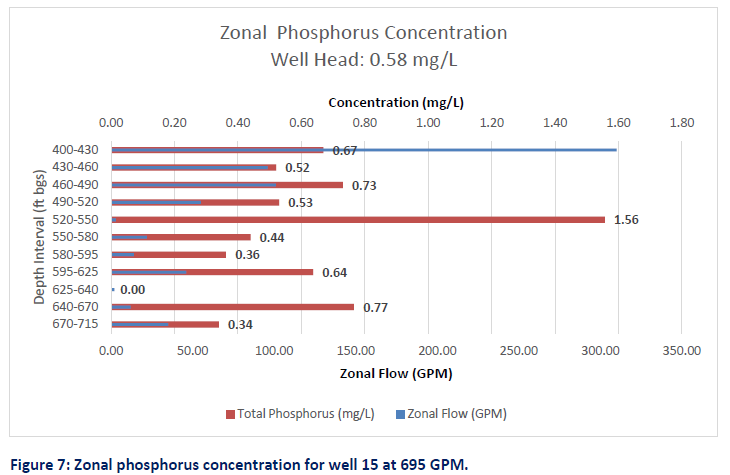 Zonal  Phosphorus Concentration
Well Head: 0.58 mg/L
Concentration (mg/L)
0.00 0.20 0.40 0.60 0.80 1.00 1.20 1.40 1.60 1.80
Depth Interval (ft bgs)
400-430 0.67
430-460 0.52
460-490 0.73
490-520 0.53
520-550 1.56
550-580 0.44
580-595 0.36
595-625 0.64
625-640 0.00
640-670 0.77
670-715 0.34
0.00 50.00 100.00 150.00 200.00 250.00 300.00 350.00
Zonal Flow (GPM)
Total Phosphorus (mg/L) Zonal Flow (GPM)
Figure 7: Zonal phosphorus concentration for well 15 at 695 GPM.